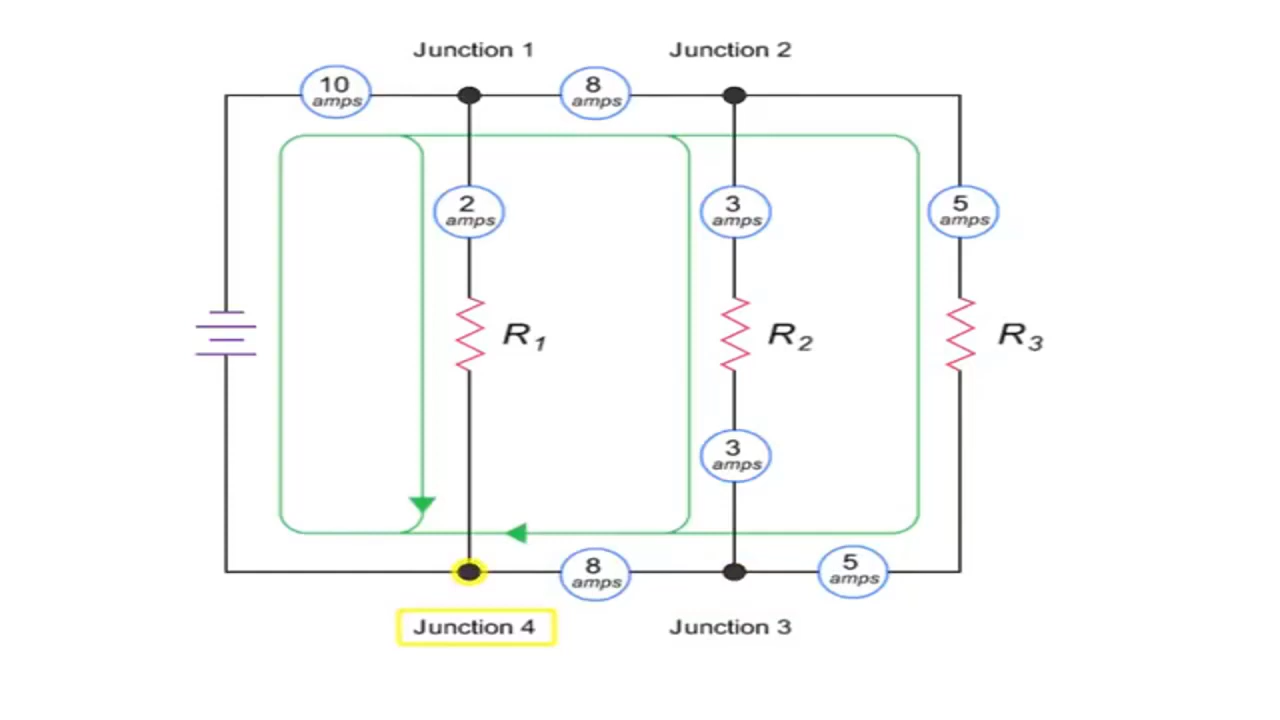 Junction 1
Junction 2
10
amps
8
amps
2
amps
3
amps
5
amps
R1
R2
R3
3
amps
8
amps
5
amps
Junction 4
Junction 3